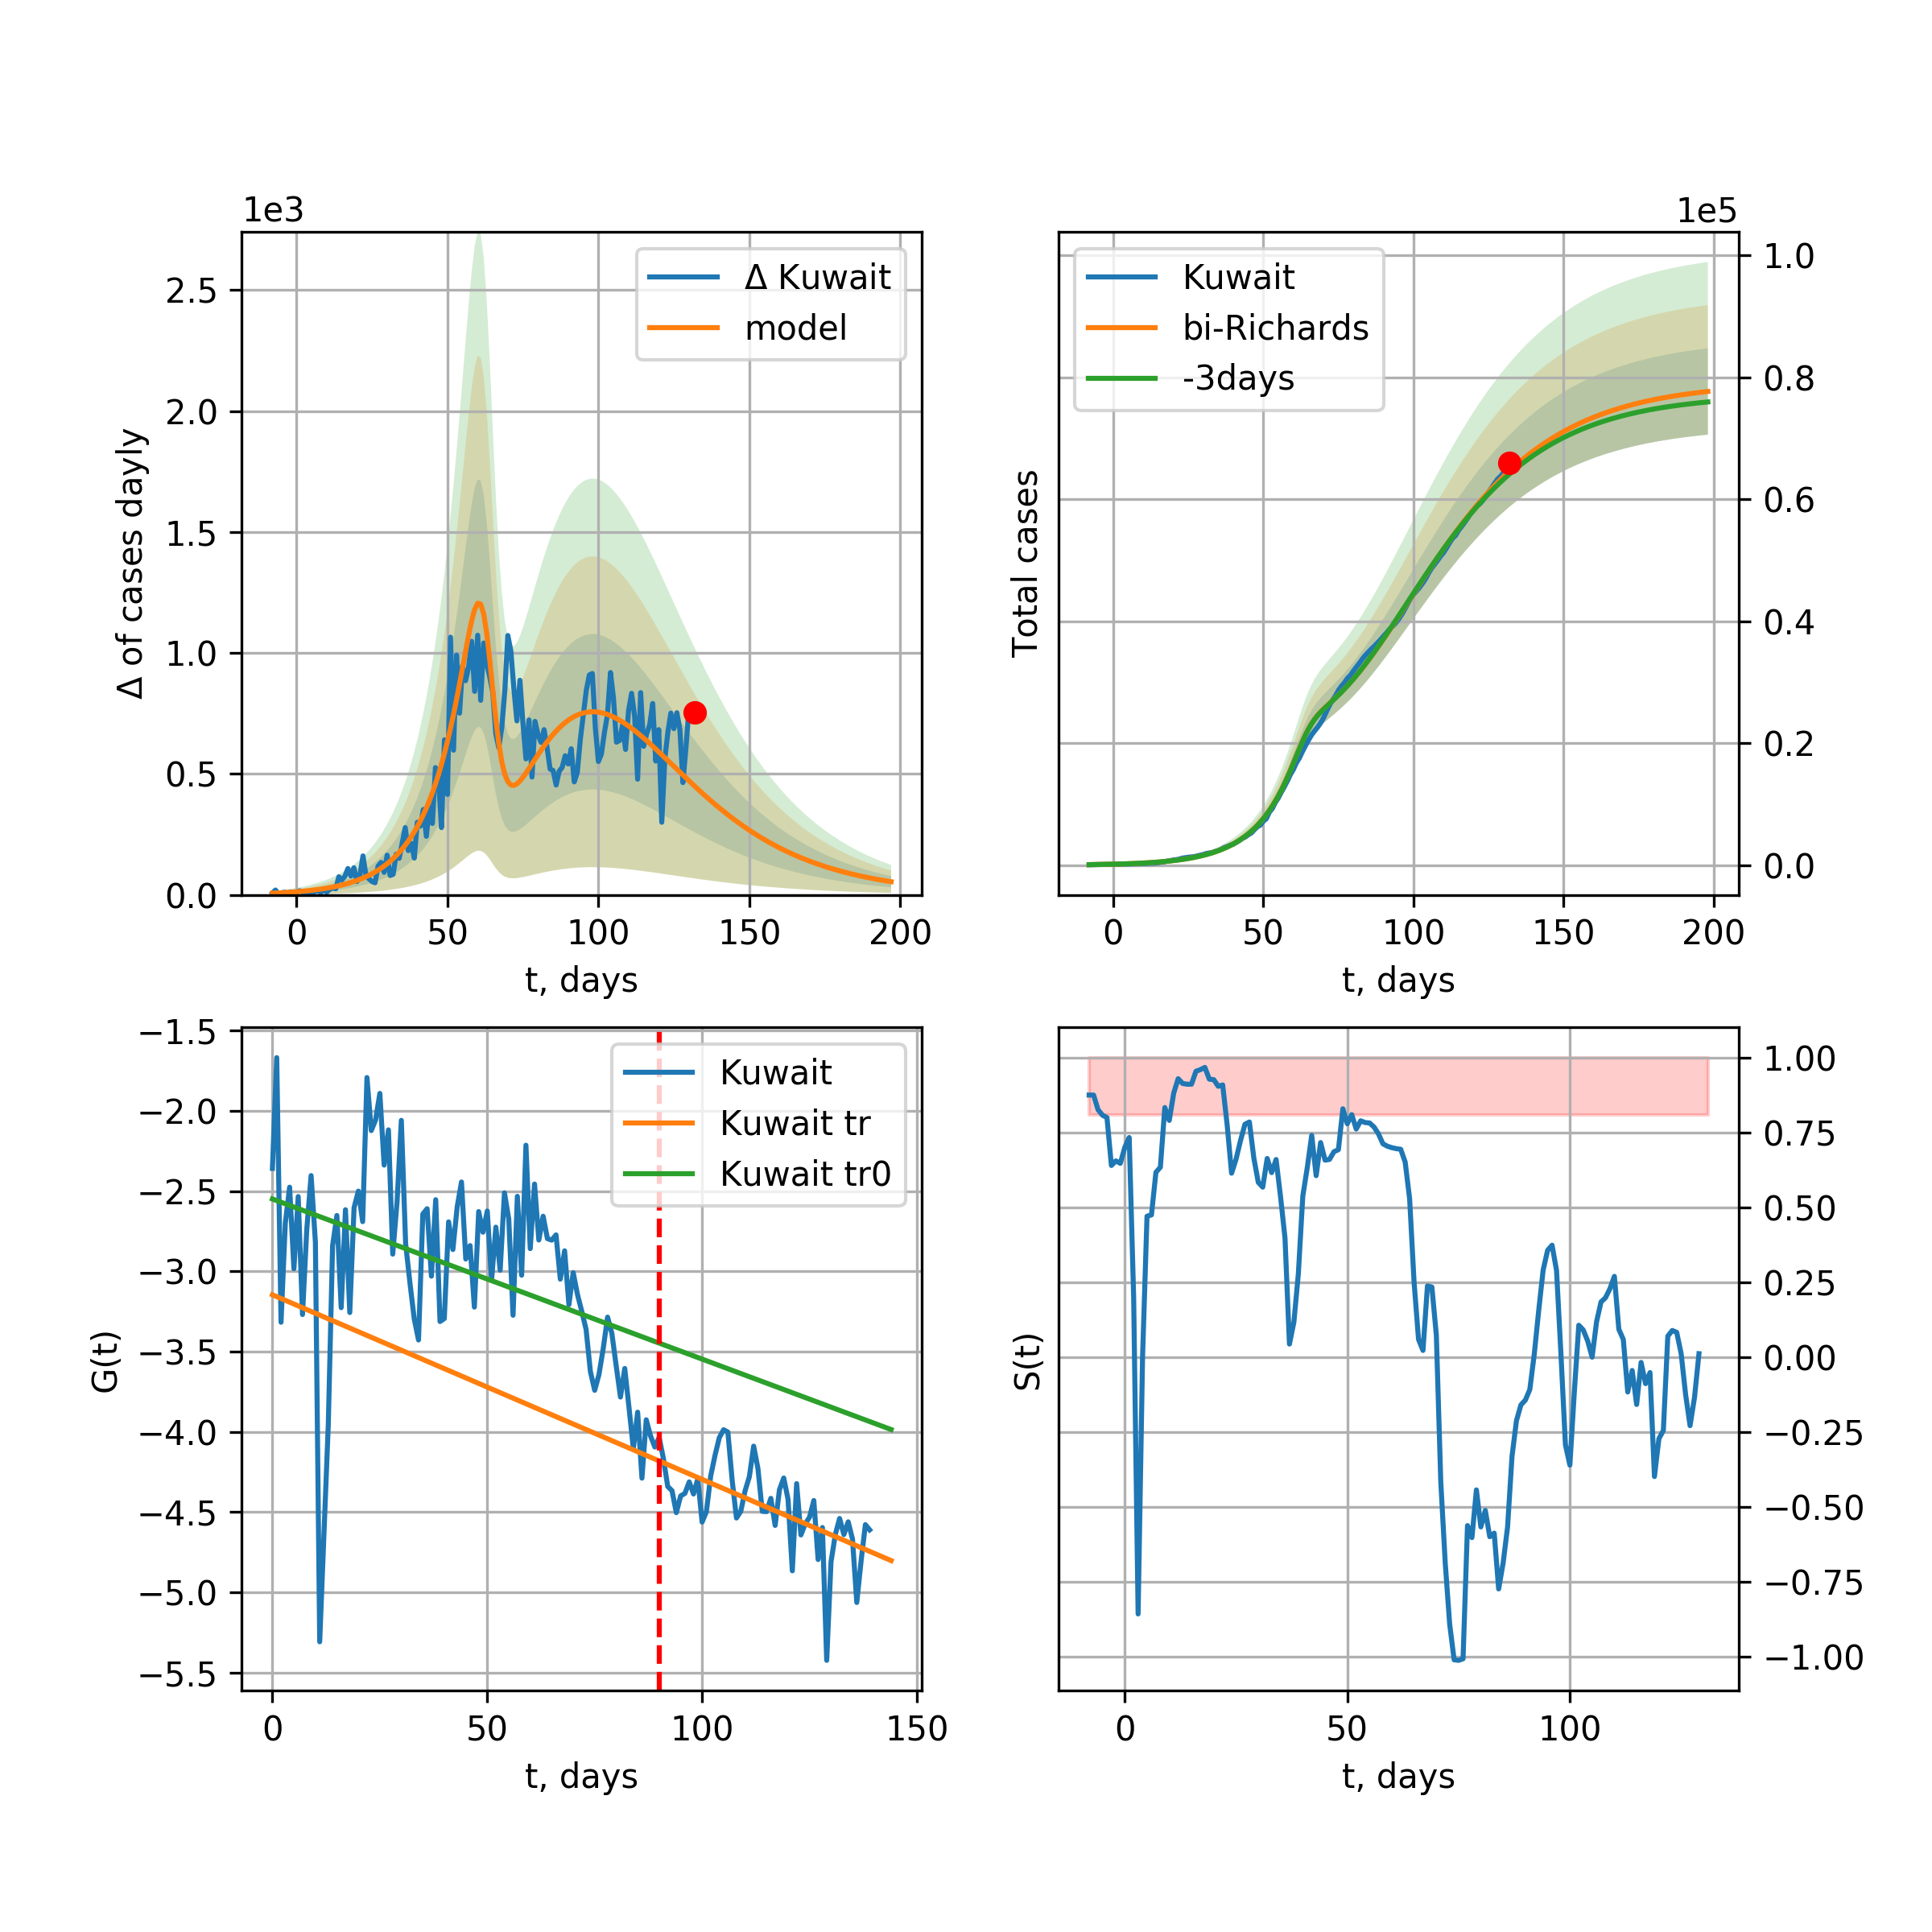 1e3
Δ of cases dayly
2.5
2.0
1.5
1.0
0.5
0.0
0 50 100 150 200
t, days
Δ Kuwait
model
1e5
Total cases
1.0
0.8
0.6
0.4
0.2
0.0
0 50 100 150 200
t, days
Kuwait
bi-Richards
-3days
G(t)
−1.5
−2.0
−2.5
−3.0
−3.5
−4.0
−4.5
−5.0
−5.5
0 50 100 150
t, days
Kuwait
Kuwait tr
Kuwait tr0
S(t)
1.00
0.75
0.50
0.25
0.00
−0.25
−0.50
−0.75
−1.00
0 50 100
t, days